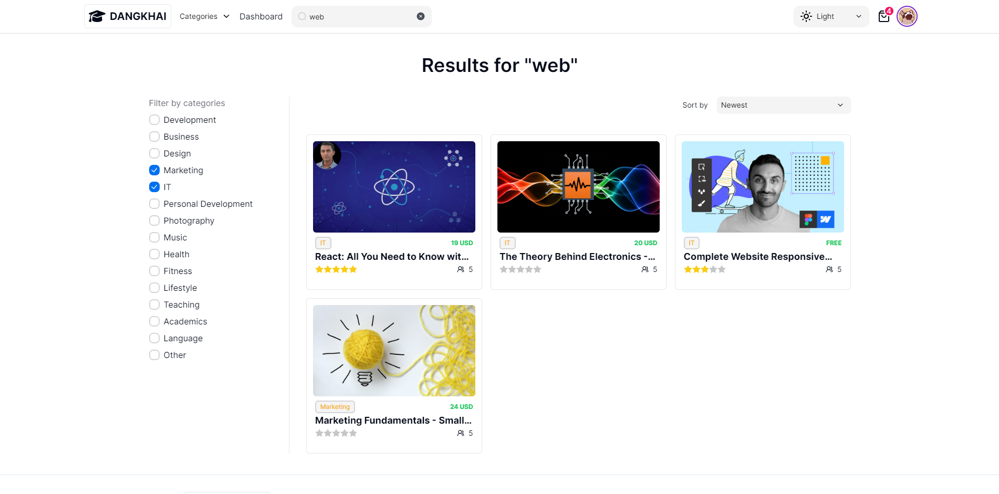 DANGKHAI
Categories
Dashboard
web
Light
4
Results for "web"
Filter by categories
Development
Business
Design
Marketing
IT
Personal Development
Photography
Music
Health
Fitness
Lifestyle
Teaching
Academics
Language
Other
Sort by
Newest
IT
19 USD
React: All You Need to Know wit...
5
IT
20 USD
The Theory Behind Electronics -...
5
IT
FREE
Complete Website Responsive...
5
Marketing
24 USD
Marketing Fundamentals - Small...
5